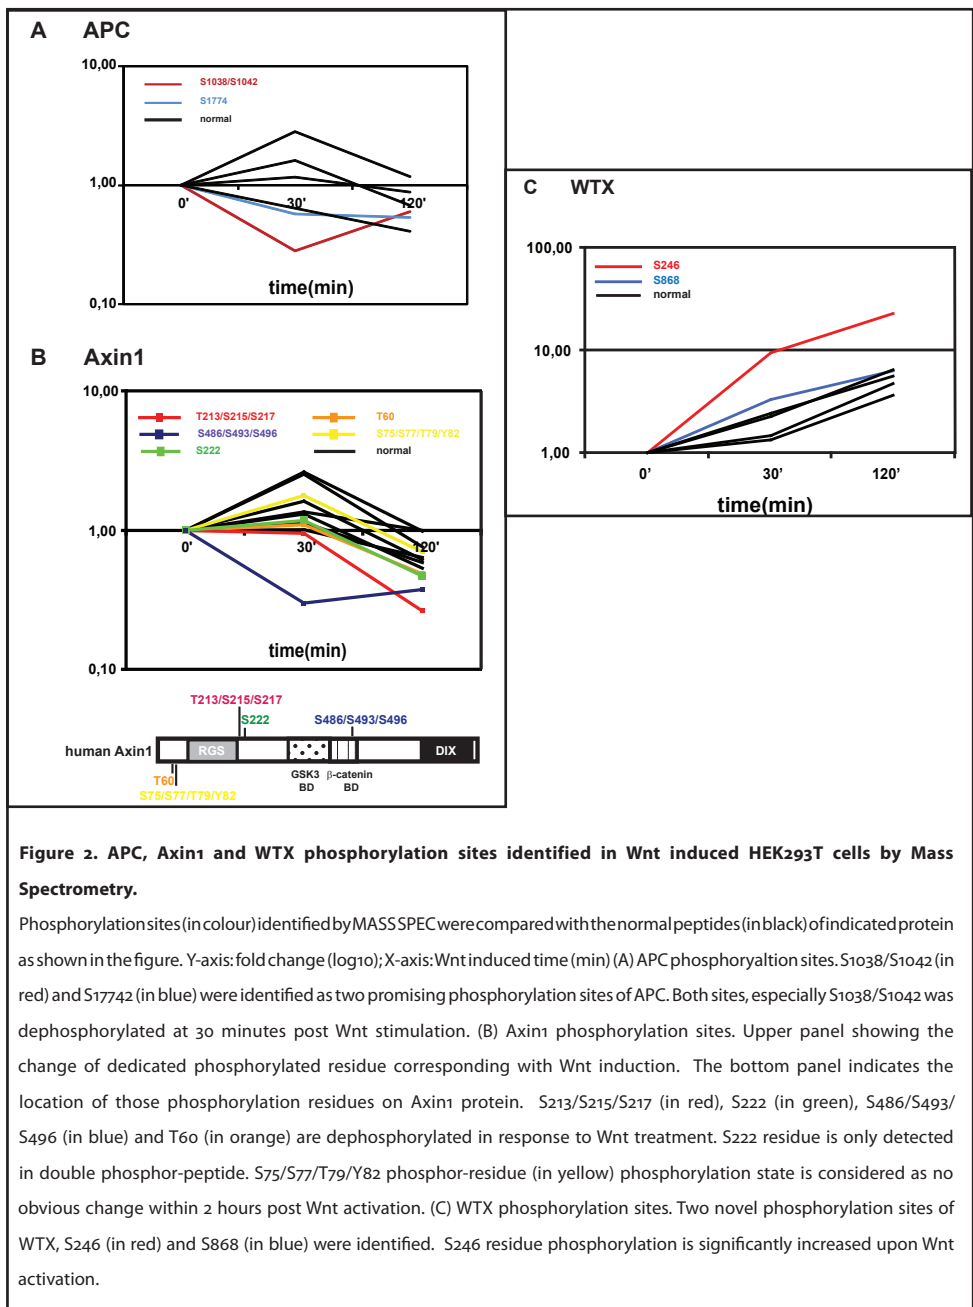 A APC
10,00
S1038/S1042
S1774
normal
1,00
0' 30' 120'
time(min)
0,10
B Axin1
10,00
T213/S215/S217 T60
S486/S493/S496 S75/S77/T79/Y82
S222 normal
1,00
0' 30' 120'
time(min)
0,10
T213/S215/S217
S222 S486/S493/S496
human Axin1 RGS DIX
GSK3 β-catenin
BD BD
T60
S75/S77/T79/Y82
C WTX
100,00
S246
S868
normal
10,00
1,00
0' 30' 120'
time(min)
Figure 2. APC, Axin1 and WTX phosphorylation sites identified in Wnt induced HEK293T cells by Mass
Spectrometry.
Phosphorylation sites (in colour) identified by MASS SPEC were compared with the normal peptides (in black) of indicated protein
as shown in the figure. Y-axis: fold change (log10); X-axis: Wnt induced time (min) (A) APC phosphoryaltion sites. S1038/S1042 (in
red) and S17742 (in blue) were identified as two promising phosphorylation sites of APC. Both sites, especially S1038/S1042 was
dephosphorylated at 30 minutes post Wnt stimulation. (B) Axin1 phosphorylation sites. Upper panel showing the
change of dedicated phosphorylated residue corresponding with Wnt induction. The bottom panel indicates the
location of those phosphorylation residues on Axin1 protein. S213/S215/S217 (in red), S222 (in green), S486/S493/
S496 (in blue) and T60 (in orange) are dephosphorylated in response to Wnt treatment. S222 residue is only detected
in double phosphor-peptide. S75/S77/T79/Y82 phosphor-residue (in yellow) phosphorylation state is considered as no
obvious change within 2 hours post Wnt activation. (C) WTX phosphorylation sites. Two novel phosphorylation sites of
WTX, S246 (in red) and S868 (in blue) were identified. S246 residue phosphorylation is significantly increased upon Wnt
activation.